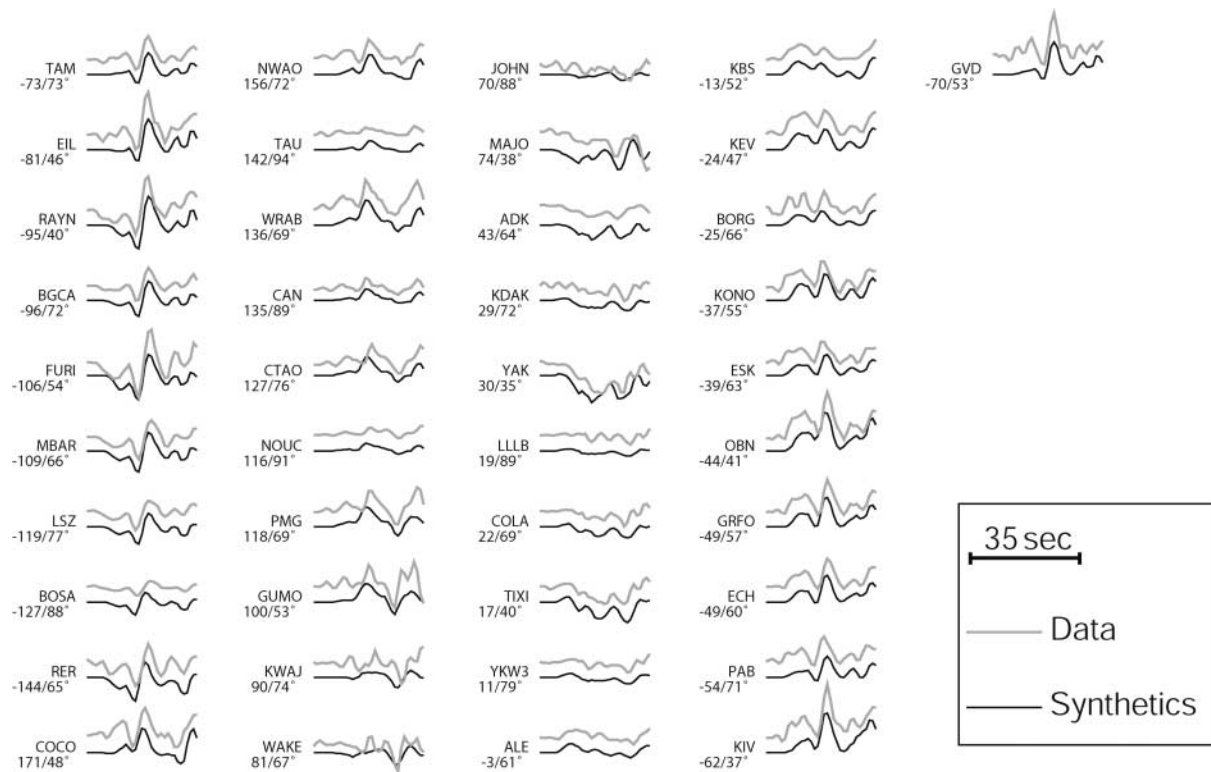 TAM
-73/73°
EIL
-81/46°
RAYN
-95/40°
BGCA
-96/72°
FURI
-106/54°
MBAR
-109/66°
LSZ
-119/77°
BOSA
-127/88°
RER
-144/65°
COCO
171/48°
NWAO
156/72°
TAU
142/94°
WRAB
136/69°
CAN
135/89°
CTAO
127/76°
NOUC
116/91°
PMG
118/69°
GUMO
100/53°
KWAJ
90/74°
WAKE
81/67°
JOHN
70/88°
MAJO
74/38°
ADK
43/64°
KDAK
29/72°
YAK
30/35°
LLLB
19/89°
COLA
22/69°
TIXI
17/40°
YKW3
11/79°
ALE
-3/61°
KBS
-13/52°
KEV
-24/47°
BORG
-25/66°
KONO
-37/55°
ESK
-39/63°
OBN
-44/41°
GRFO
-49/57°
ECH
-49/60°
PAB
-54/71°
KIV
-62/37°
GVD
-70/53°
35 sec
Data
Synthetics